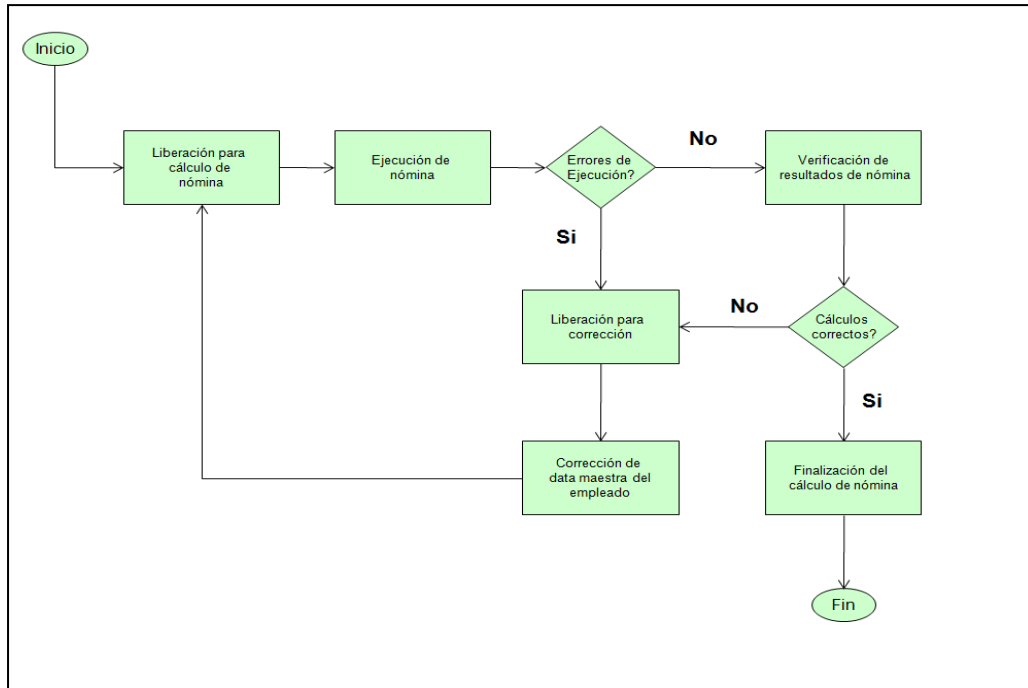 Inicio
Liberación para
cálculo de
nómina
Ejecución de
nómina
Errores de
Ejecución?
No
Verificación de
resultados de nómina
Si
Liberación para
corrección
No
Cálculos
correctos?
Si
Corrección de
data maestra del
empleado
Finalización del
cálculo de nómina
Fin